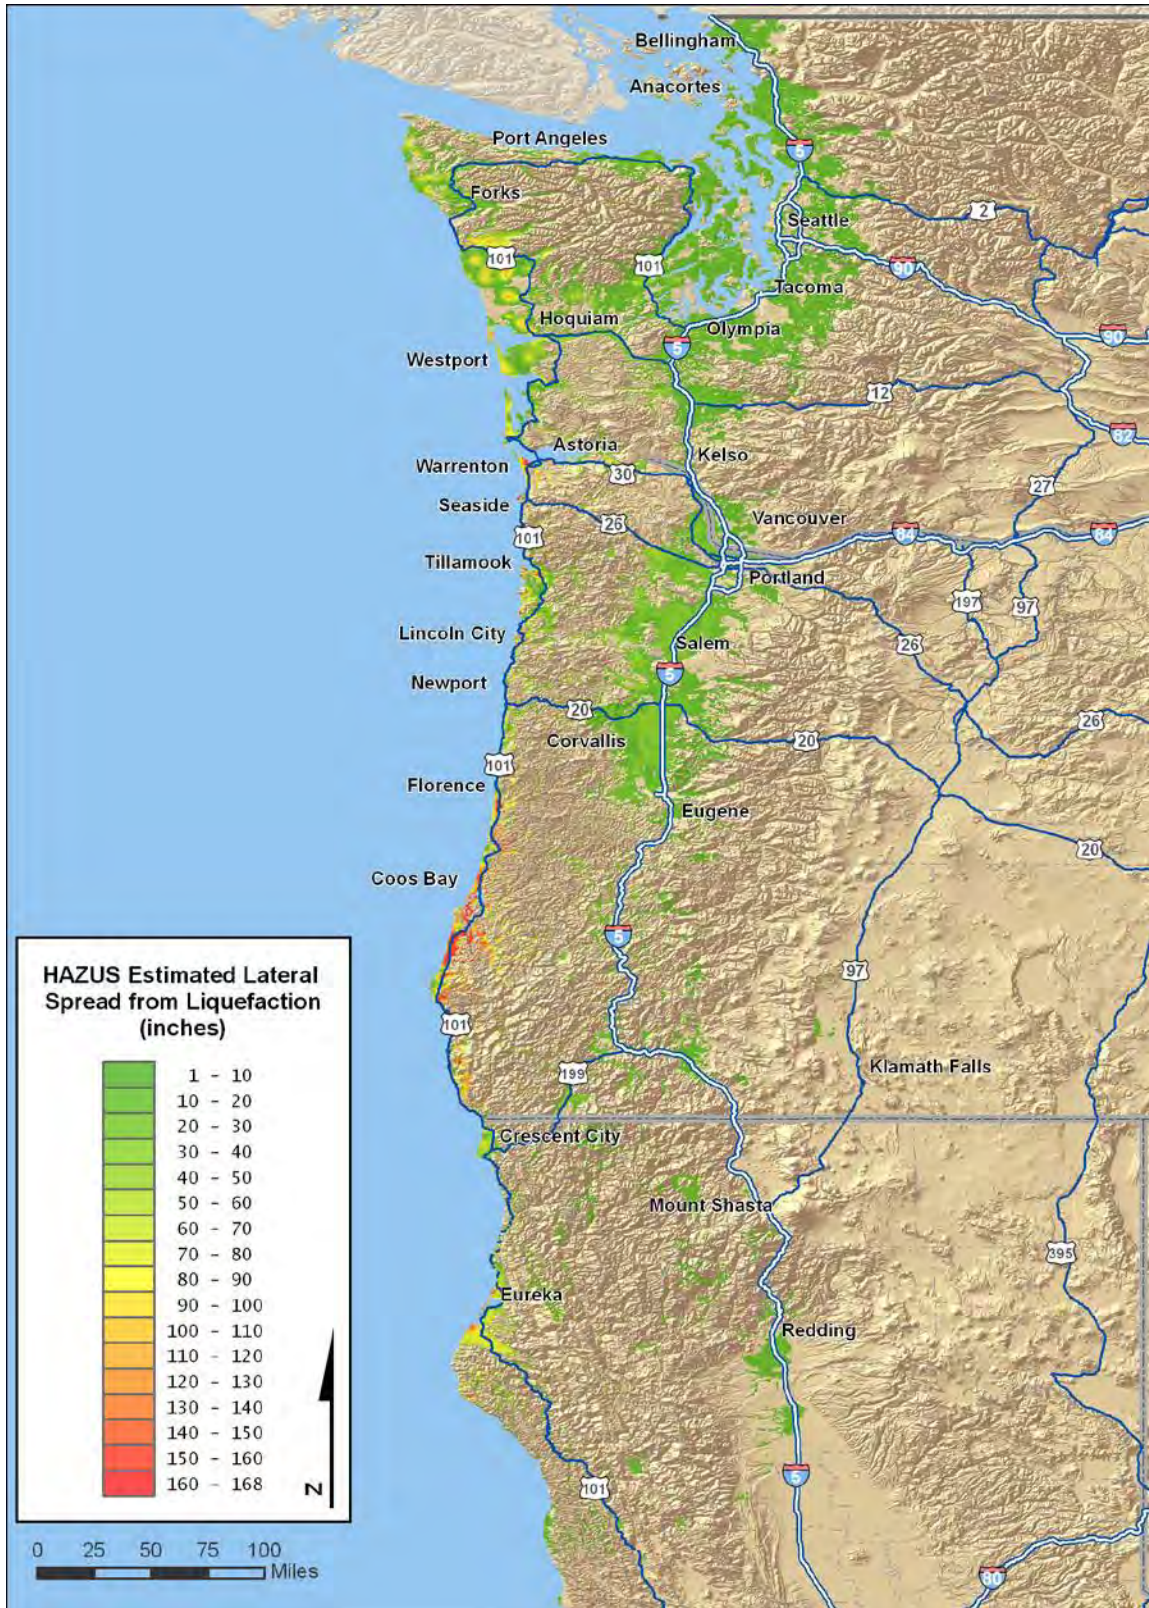 Bellingham
Anacortes
Port Angeles
5
Forks
2
Seattle
101
101
90
Tacoma
Hoquiam
Olympia
5
90
Westport
12
82
Astoria
Kelso
Warrenton
30
27
Seaside
Vancouver
26
101
84
84
Tillamook
Portland
197
97
Lincoln City
Salem
26
5
Newport
20
26
Corvallis
20
101
Florence
Eugene
20
Coos Bay
5
97
HAZUS Estimated Lateral
Spread from Liquefaction
(inches)
101
Klamath Falls
199
1 - 10
10 - 20
20 - 30
30 - 40
40 - 50
50 - 60
60 - 70
70 - 80
80 - 90
90 - 100
100 - 110
110 - 120
120 - 130
130 - 140
140 - 150
150 - 160
160 - 168
N
Crescent City
Mount Shasta
395
Eureka
Redding
5
101
0 25 50 75 100
Miles
80